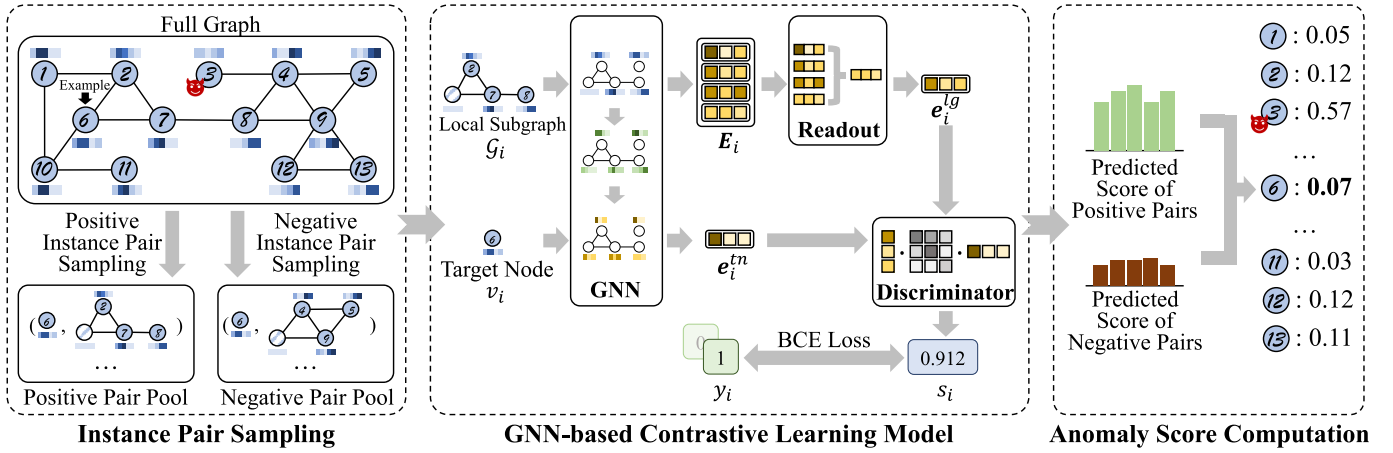 Full Graph
1
2
3
4
5
Example
6
7
8
9
10
11
12
13
Positive
Instance Pair
Sampling
Negative
Instance Pair
Sampling
( 6 , 2 7 8 )
...
( 6 , 4 5 9 )
...
Positive Pair Pool
Negative Pair Pool
Instance Pair Sampling
2
7
8
Local Subgraph
𝒢ᵢ
6
Target Node
vᵢ
GNN
Eᵢ
Readout
eᵢˡᵍ
eᵢᵗⁿ
Discriminator
0
1
yᵢ
BCE Loss
0.912
sᵢ
GNN-based Contrastive Learning Model
Predicted
Score of
Positive Pairs
Predicted
Score of
Negative Pairs
1 : 0.05
2 : 0.12
3 : 0.57
...
6 : 0.07
...
11 : 0.03
12 : 0.12
13 : 0.11
Anomaly Score Computation